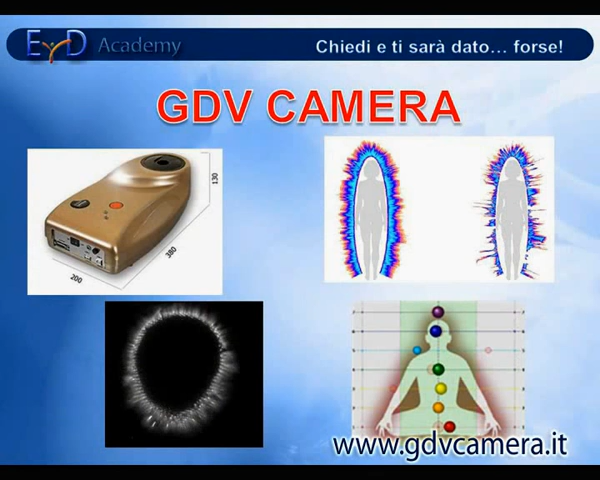 EYD Academy
Chiedi e ti sarà dato... forse!
GDV CAMERA
130
380
200
www.gdvcamera.it